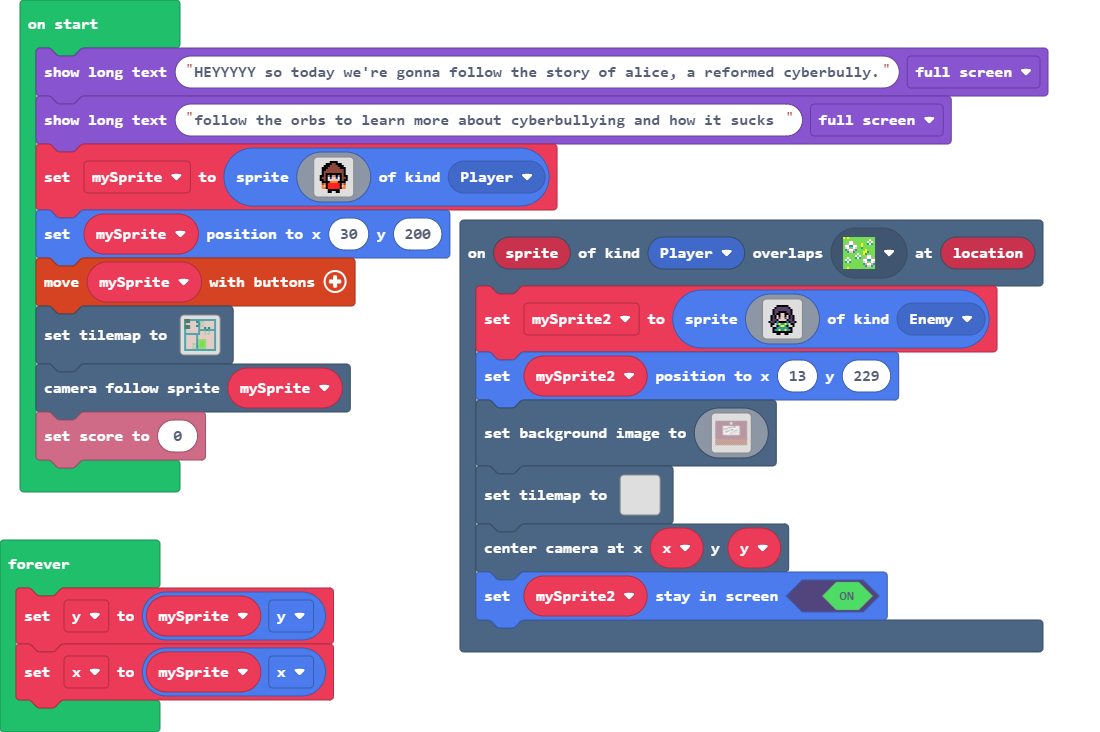 on start
show long text "HEYYYYY so today we're gonna follow the story of alice, a reformed cyberbully." full screen
show long text "follow the orbs to learn more about cyberbullying and how it sucks " full screen
set mySprite to sprite of kind Player
set mySprite position to x 30 y 200
move mySprite with buttons
set tilemap to
camera follow sprite mySprite
set score to 0
on sprite of kind Player overlaps at location
set mySprite2 to sprite of kind Enemy
set mySprite2 position to x 13 y 229
set background image to
set tilemap to
center camera at x x y y
set mySprite2 stay in screen ON
forever
set y to mySprite y
set x to mySprite x